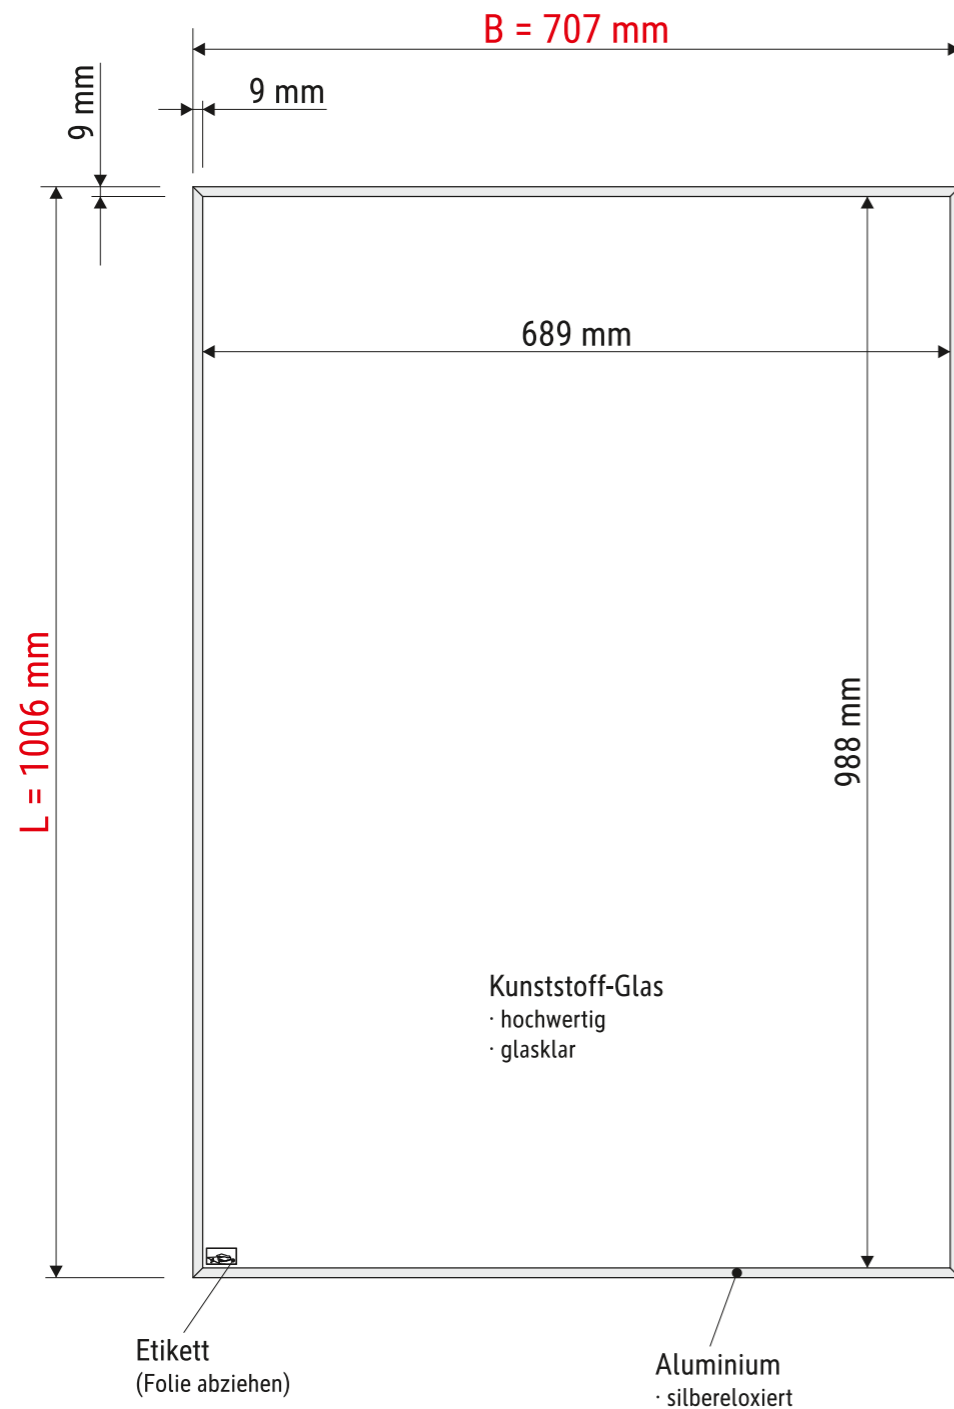 B = 707 mm
9 mm
9 mm
689 mm
L = 1006 mm
988 mm
Kunststoff-Glas
· hochwertig
· glasklar
Etikett
(Folie abziehen)
Aluminium
· silbereloxiert